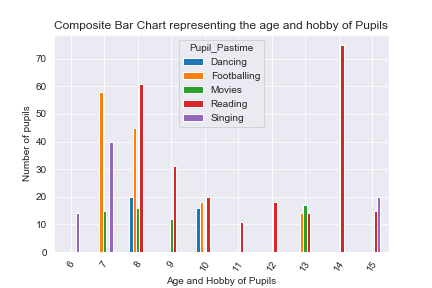 Composite Bar Chart representing the age and hobby of Pupils
Pupil_Pastime
Dancing
Footballing
Movies
Reading
Singing
Number of pupils
70
60
50
40
30
20
10
0
6 7 8 9 10 11 12 13 14 15
Age and Hobby of Pupils